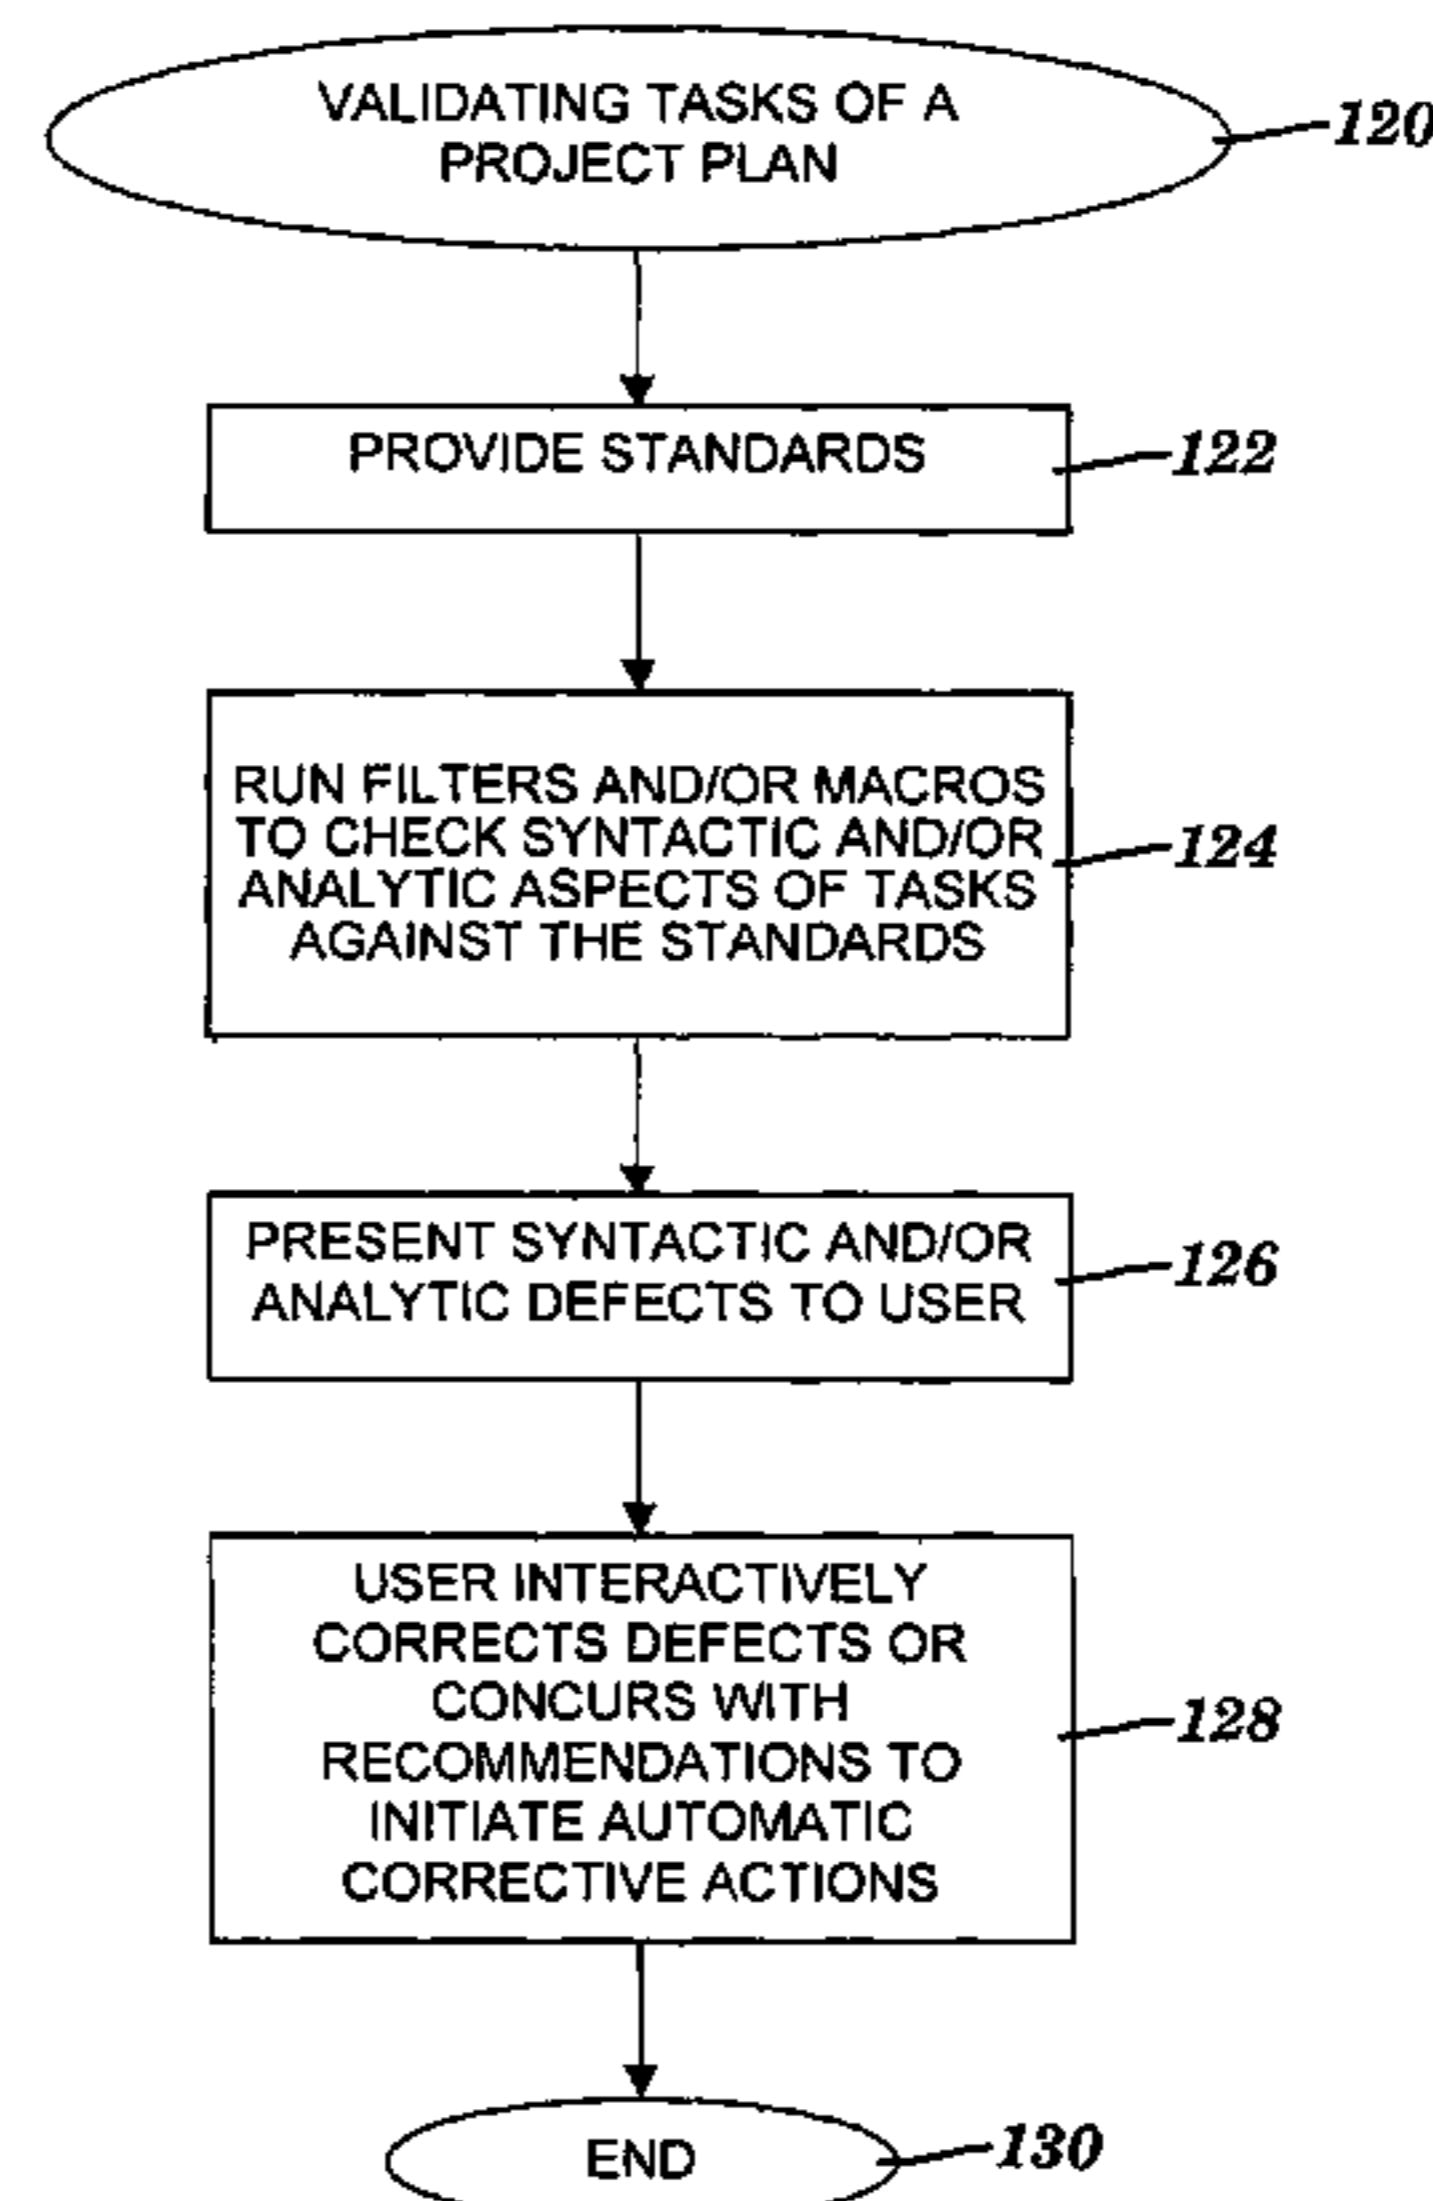 VALIDATING TASKS OF A
PROJECT PLAN
120
PROVIDE STANDARDS
122
RUN FILTERS AND/OR MACROS
TO CHECK SYNTACTIC AND/OR
ANALYTIC ASPECTS OF TASKS
AGAINST THE STANDARDS
124
PRESENT SYNTACTIC AND/OR
ANALYTIC DEFECTS TO USER
126
USER INTERACTIVELY
CORRECTS DEFECTS OR
CONCURS WITH
RECOMMENDATIONS TO
INITIATE AUTOMATIC
CORRECTIVE ACTIONS
128
END
130